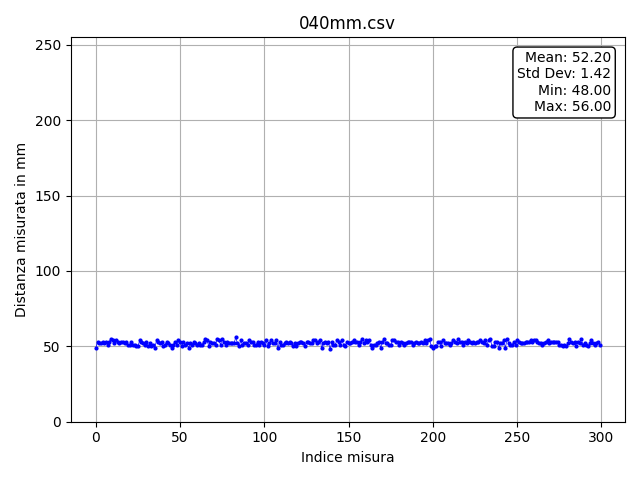 040mm.csv
Mean: 52.20
Std Dev: 1.42
Min: 48.00
Max: 56.00
Distanza misurata in mm
250
200
150
100
50
0
0 50 100 150 200 250 300
Indice misura